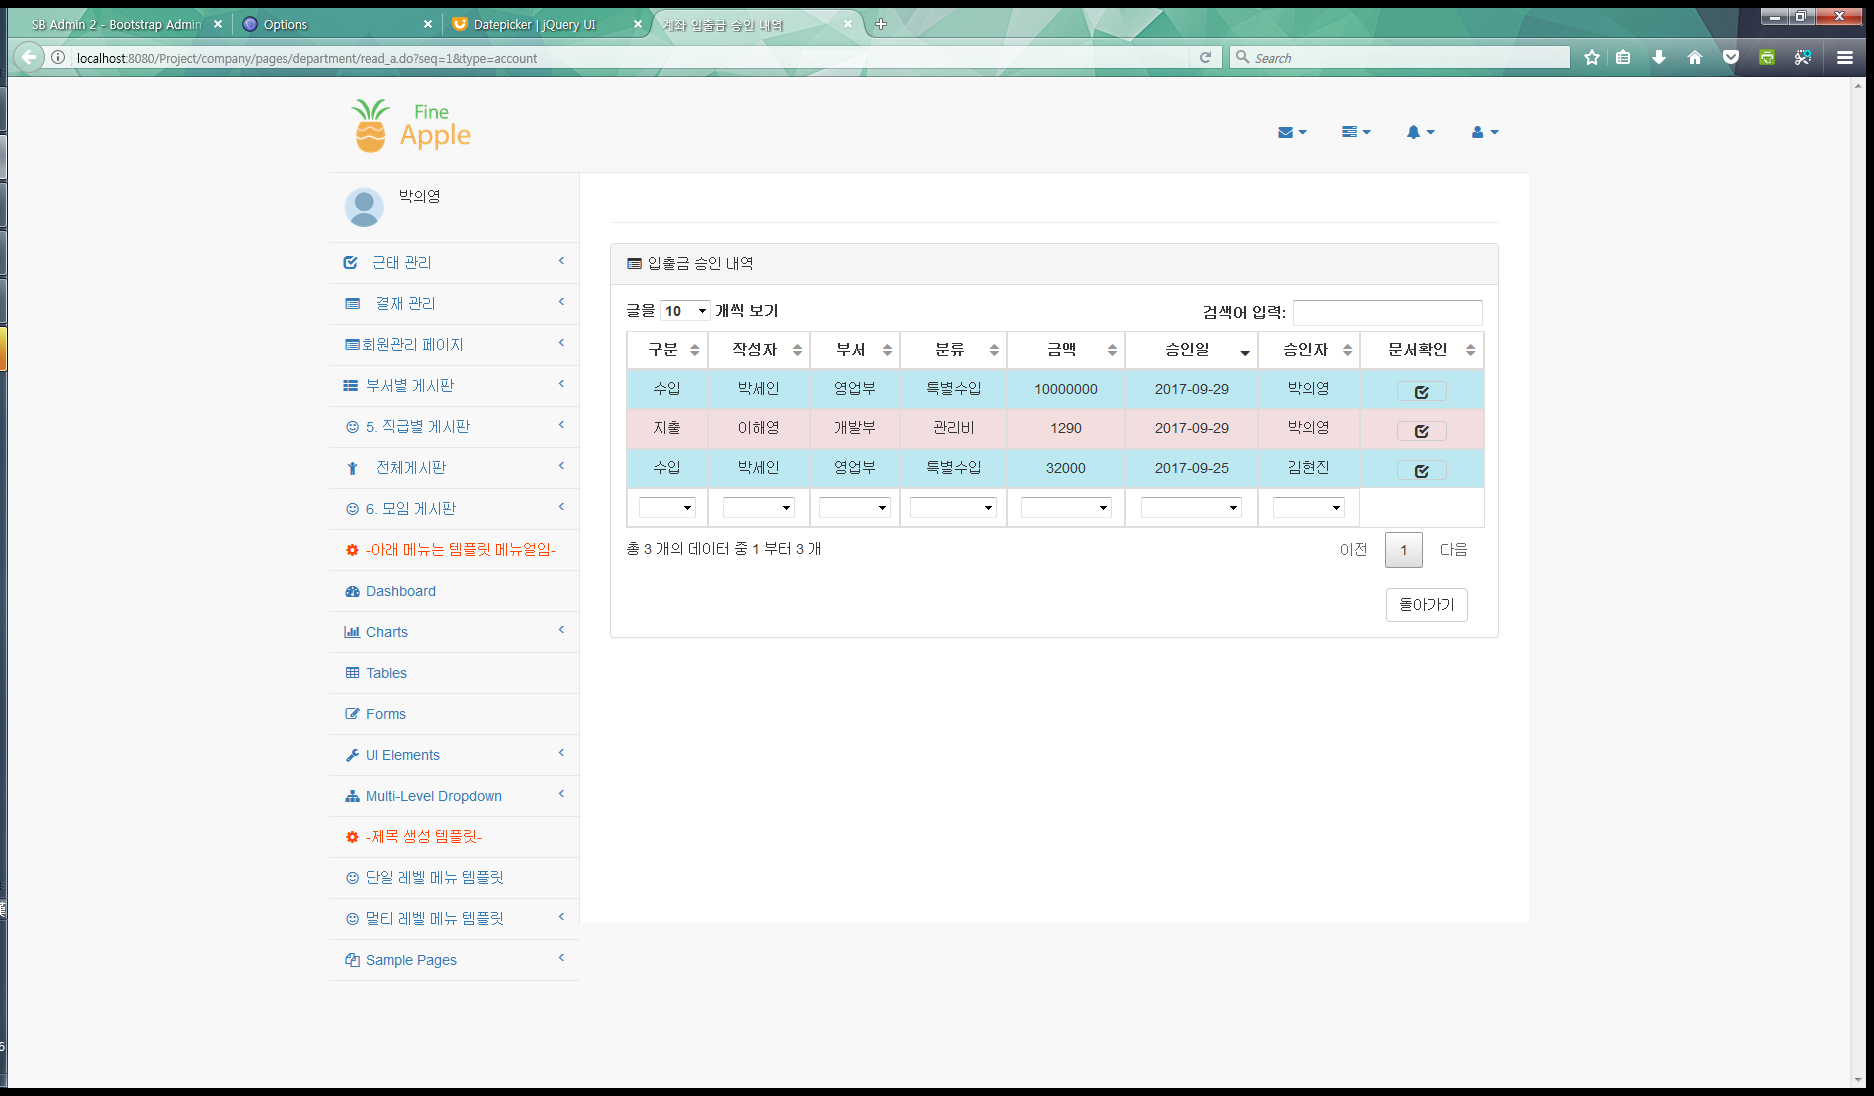 SB Admin 2 - Bootstrap Admin
Options
Datepicker | jQuery UI
계좌 입출금 승인 내역
localhost:8080/Project/company/pages/department/read_a.do?seq=1&type=account
Search
Fine
Apple
박의영
근태 관리
결재 관리
회원관리 페이지
부서별 게시판
5. 직급별 게시판
전체게시판
6. 모임 게시판
-아래 메뉴는 템플릿 메뉴얼임-
Dashboard
Charts
Tables
Forms
UI Elements
Multi-Level Dropdown
-제목 생성 템플릿-
단일 레벨 메뉴 템플릿
멀티 레벨 메뉴 템플릿
Sample Pages
입출금 승인 내역
글을 10 개씩 보기
검색어 입력:
구분 작성자 부서 분류 금액 승인일 승인자 문서확인
수입 박세인 영업부 특별수입 10000000 2017-09-29 박의영
지출 이해영 개발부 관리비 1290 2017-09-29 박의영
수입 박세인 영업부 특별수입 32000 2017-09-25 김현진
총 3 개의 데이터 중 1 부터 3 개
이전 1 다음
돌아가기